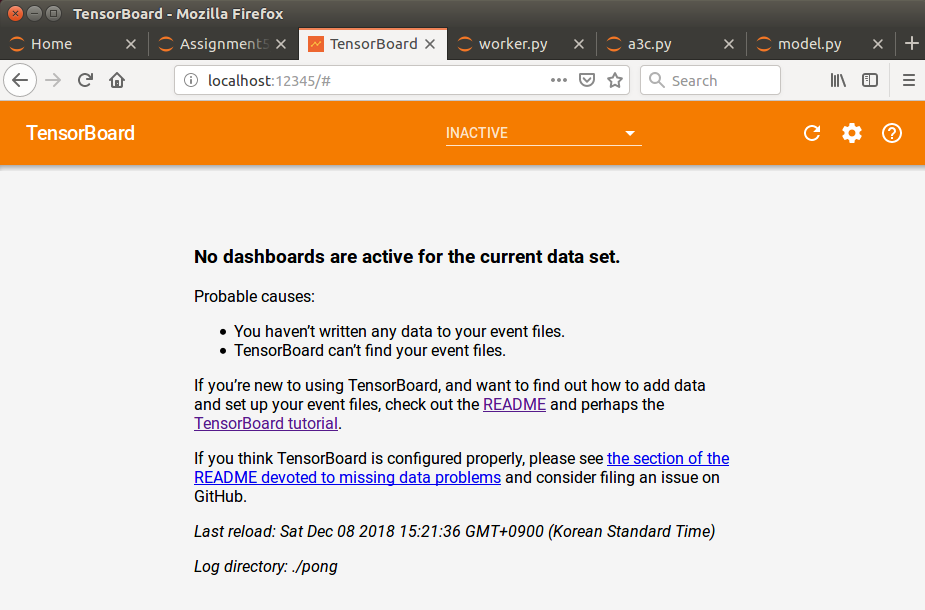 TensorBoard - Mozilla Firefox
Home
AssignmentS
TensorBoard
worker.py
a3c.py
model.py
localhost:12345/#
Search
TensorBoard
INACTIVE
No dashboards are active for the current data set.
Probable causes:
• You haven’t written any data to your event files.
• TensorBoard can’t find your event files.
If you’re new to using TensorBoard, and want to find out how to add data
and set up your event files, check out the README and perhaps the
TensorBoard tutorial.
If you think TensorBoard is configured properly, please see the section of the
README devoted to missing data problems and consider filing an issue on
GitHub.
Last reload: Sat Dec 08 2018 15:21:36 GMT+0900 (Korean Standard Time)
Log directory: ./pong